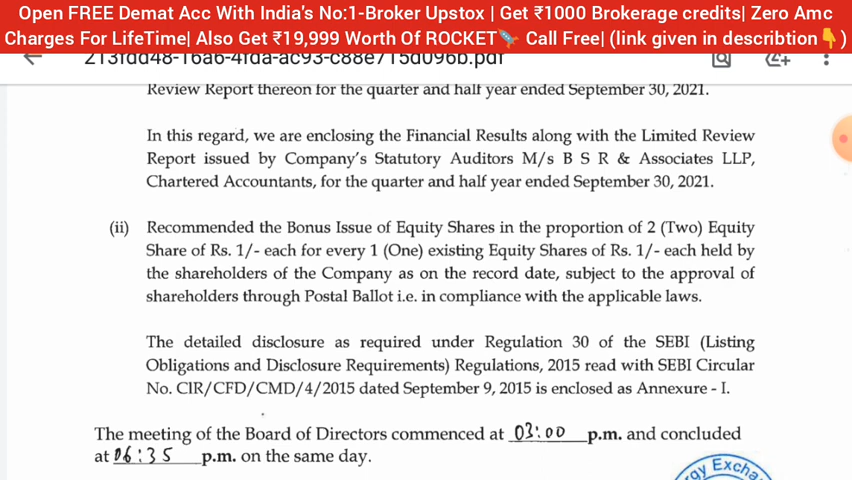 Open FREE Demat Acc With India's No:1-Broker Upstox | Get ₹1000 Brokerage credits| Zero Amc
Charges For LifeTime| Also Get ₹19,999 Worth Of ROCKET🚀 Call Free| (link given in describtion👇)
213fdd48-16a6-4fda-ac93-c88e715d096b.pdf
Review Report thereon for the quarter and half year ended September 30, 2021.
In this regard, we are enclosing the Financial Results along with the Limited Review
Report issued by Company's Statutory Auditors M/s B S R & Associates LLP,
Chartered Accountants, for the quarter and half year ended September 30, 2021.
(ii) Recommended the Bonus Issue of Equity Shares in the proportion of 2 (Two) Equity
Share of Rs. 1/- each for every 1 (One) existing Equity Shares of Rs. 1/- each held by
the shareholders of the Company as on the record date, subject to the approval of
shareholders through Postal Ballot i.e. in compliance with the applicable laws.
The detailed disclosure as required under Regulation 30 of the SEBI (Listing
Obligations and Disclosure Requirements) Regulations, 2015 read with SEBI Circular
No. CIR/CFD/CMD/4/2015 dated September 9, 2015 is enclosed as Annexure - I.
The meeting of the Board of Directors commenced at 03:00 p.m. and concluded
at 06:35 p.m. on the same day.